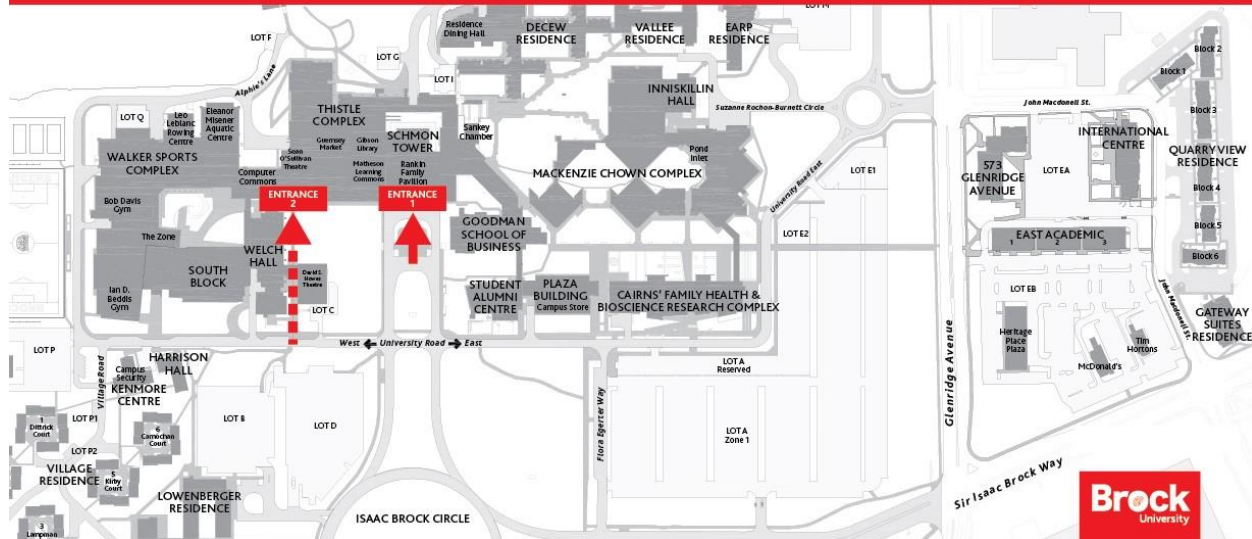 LOT F
Residence
Dining Hall
DECEW
RESIDENCE
VALLEE
RESIDENCE
EARP
RESIDENCE
LOT M
Block 2
Block 1
LOT G
LOT I
Alphie's Lane
THISTLE
COMPLEX
INNISKILLIN
HALL
Suzanne Rochon-Burnett Circle
John Macdonell St.
Block 3
LOT Q
Leo
Leblanc
Rowing
Centre
Eleanor
Misener
Aquatic
Centre
Guernsey
Market
Gibson
Library
SCHMON
TOWER
Sankey
Chamber
INTERNATIONAL
CENTRE
QUARRYVIEW
RESIDENCE
WALKER SPORTS
COMPLEX
Sean
O'Sullivan
Theatre
Matheson
Learning
Commons
Rankin
Family
Pavilion
Pond
Inlet
MACKENZIE CHOWN COMPLEX
LOT E1
573
GLENRIDGE
AVENUE
LOT EA
Computer
Commons
ENTRANCE
2
ENTRANCE
1
University Road East
Block 4
Bob Davis
Gym
The Zone
WELCH
HALL
GOODMAN
SCHOOL OF
BUSINESS
LOT E2
EAST ACADEMIC
1
2
3
Block 5
Block 6
SOUTH
BLOCK
David S.
Howes
Theatre
Ian D.
Beddis
Gym
LOT C
STUDENT
ALUMNI
CENTRE
PLAZA
BUILDING
Campus Store
CAIRNS' FAMILY HEALTH &
BIOSCIENCE RESEARCH COMPLEX
LOT EB
John Macdonell St.
GATEWAY
SUITES
RESIDENCE
Heritage
Place
Plaza
Tim
Hortons
McDonald's
West
University Road
East
LOT P
Village Road
HARRISON
HALL
Campus
Security
KENMORE
CENTRE
LOT A
Reserved
Glenridge Avenue
1
Dittrick
Court
LOT P1
6
Carnochan
Court
LOT B
LOT D
Flora Egerter Way
LOT A
Zone 1
LOT P2
VILLAGE
RESIDENCE
5
Kirby
Court
LOWENBERGER
RESIDENCE
3
Lampman
ISAAC BROCK CIRCLE
Sir Isaac Brock Way
Brock
University